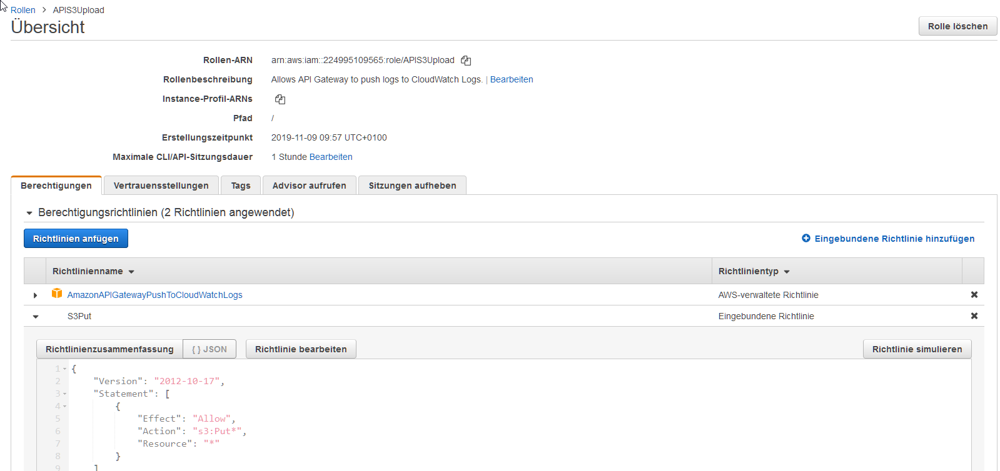 Rollen > APIS3Upload
Übersicht
Rolle löschen
Rollen-ARN arn:aws:iam::224995109565:role/APIS3Upload
Rollenbeschreibung Allows API Gateway to push logs to CloudWatch Logs. | Bearbeiten
Instance-Profil-ARNs
Pfad /
Erstellungszeitpunkt 2019-11-09 09:57 UTC+0100
Maximale CLI/API-Sitzungsdauer 1 Stunde Bearbeiten
Berechtigungen Vertrauensstellungen Tags Advisor aufrufen Sitzungen aufheben
Berechtigungsrichtlinien (2 Richtlinien angewendet)
Richtlinien anfügen Eingebundene Richtlinie hinzufügen
Richtlinienname Richtlinientyp
AmazonAPIGatewayPushToCloudWatchLogs AWS-verwaltete Richtlinie
S3Put Eingebundene Richtlinie
Richtlinienzusammenfassung { } JSON Richtlinie bearbeiten Richtlinie simulieren
1 {
2 "Version": "2012-10-17",
3 "Statement": [
4 {
5 "Effect": "Allow",
6 "Action": "s3:Put*",
7 "Resource": "*"
8 }
9 ]